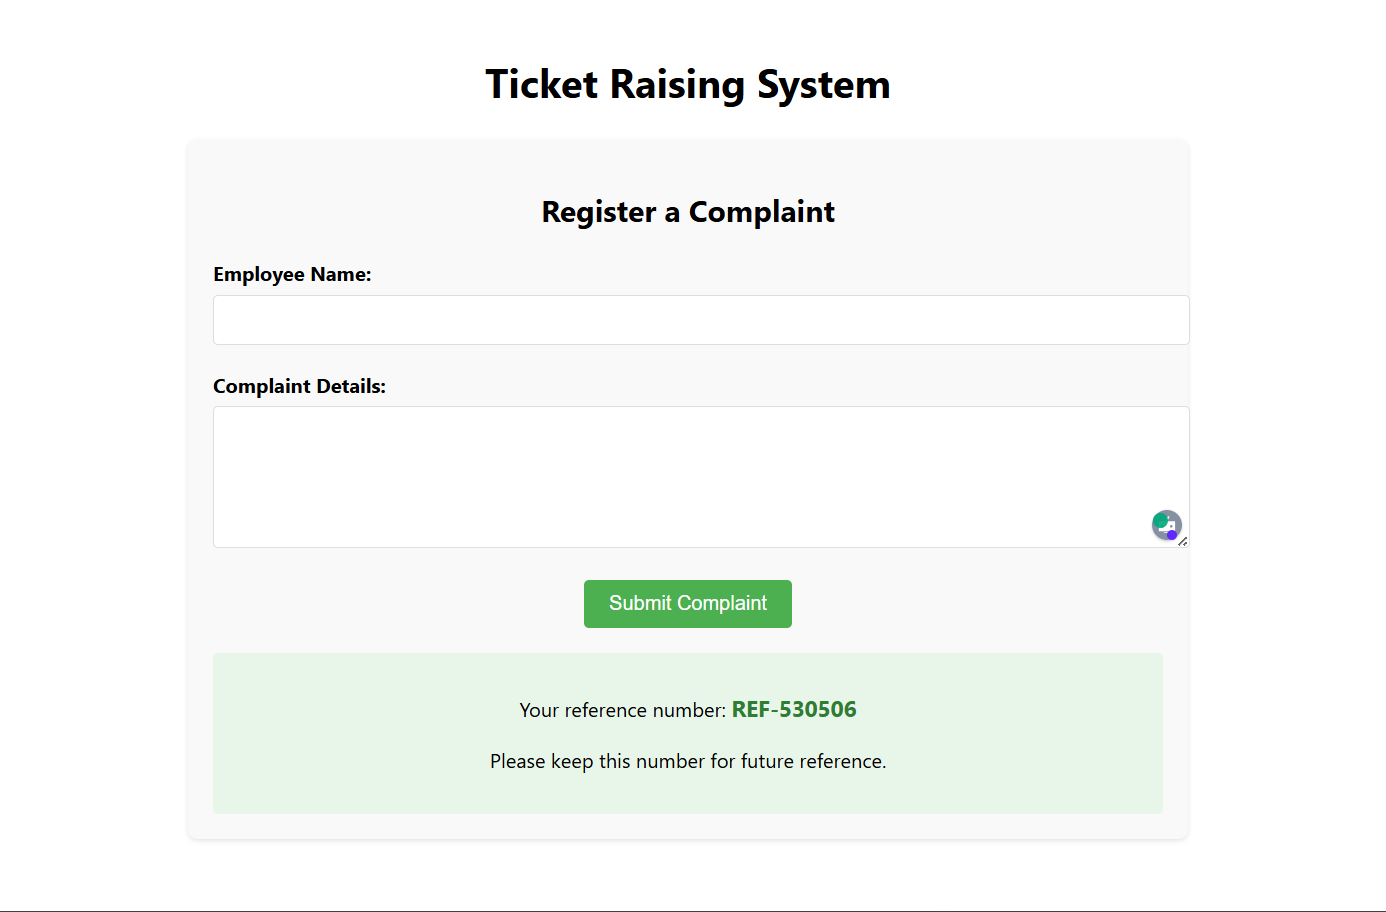 Ticket Raising System
Register a Complaint
Employee Name:
Complaint Details:
Submit Complaint
Your reference number: REF-530506
Please keep this number for future reference.